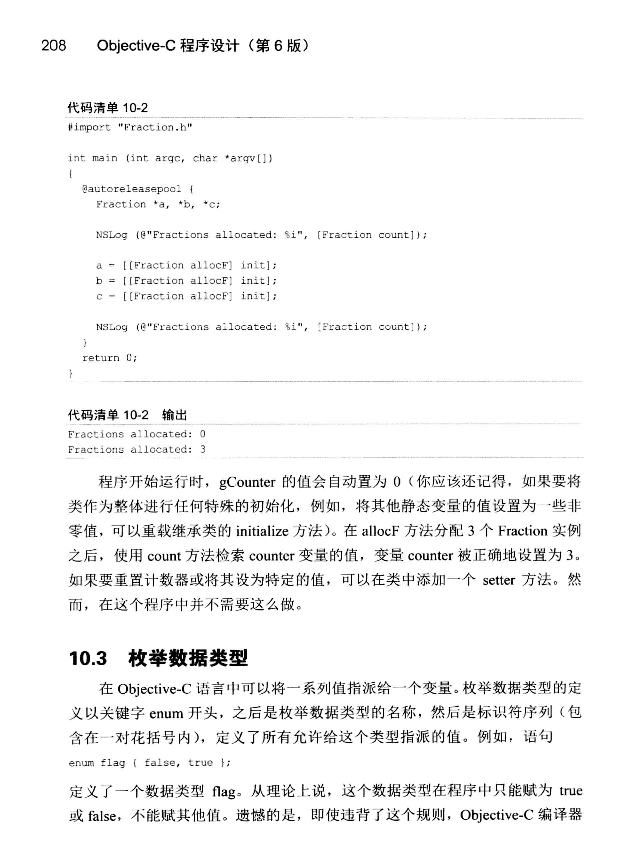 208 Objective-C 程序设计（第 6 版）
代码清单 10-2
#import "Fraction.h"
int main (int argc, char *argv[])
{
@autoreleasepool {
Fraction *a, *b, *c;
NSLog (@"Fractions allocated: %i", [Fraction count]);
a = [[Fraction allocF] init];
b = [[Fraction allocF] init];
c = [[Fraction allocF] init];
NSLog (@"Fractions allocated: %i", [Fraction count]);
}
return 0;
}
代码清单 10-2 输出
Fractions allocated: 0
Fractions allocated: 3
程序开始运行时，gCounter 的值会自动置为 0（你应该还记得，如果要将
类作为整体进行任何特殊的初始化，例如，将其他静态变量的值设置为一些非
零值，可以重载继承类的 initialize 方法）。在 allocF 方法分配 3 个 Fraction 实例
之后，使用 count 方法检索 counter 变量的值，变量 counter 被正确地设置为 3。
如果要重置计数器或将其设为特定的值，可以在类中添加一个 setter 方法。然
而，在这个程序中并不需要这么做。
10.3 枚举数据类型
在 Objective-C 语言中可以将一系列值指派给一个变量。枚举数据类型的定
义以关键字 enum 开头，之后是枚举数据类型的名称，然后是标识符序列（包
含在一对花括号内），定义了所有允许给这个类型指派的值。例如，语句
enum flag { false, true };
定义了一个数据类型 flag。从理论上说，这个数据类型在程序中只能赋为 true
或 false，不能赋其他值。遗憾的是，即使违背了这个规则，Objective-C 编译器